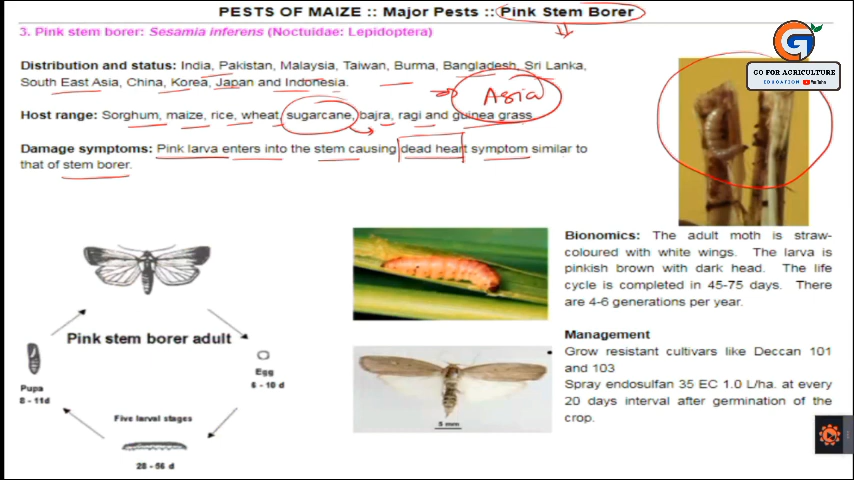 PESTS OF MAIZE :: Major Pests :: Pink Stem Borer
3. Pink stem borer: Sesamia inferens (Noctuidae: Lepidoptera)
Distribution and status: India, Pakistan, Malaysia, Taiwan, Burma, Bangladesh, Sri Lanka,
South East Asia, China, Korea, Japan and Indonesia.
Asia
Host range: Sorghum, maize, rice, wheat, sugarcane, bajra, ragi and guinea grass
Damage symptoms: Pink larva enters into the stem causing dead heart symptom similar to
that of stem borer.
G
GO FOR AGRICULTURE
EDUCATION YouTube
Pink stem borer adult
Egg
6 - 10 d
Pupa
8 - 11d
Five larval stages
28 - 56 d
5 mm
Bionomics: The adult moth is straw-
coloured with white wings. The larva is
pinkish brown with dark head. The life
cycle is completed in 45-75 days. There
are 4-6 generations per year.
Management
Grow resistant cultivars like Deccan 101
and 103
Spray endosulfan 35 EC 1.0 L/ha. at every
20 days interval after germination of the
crop.